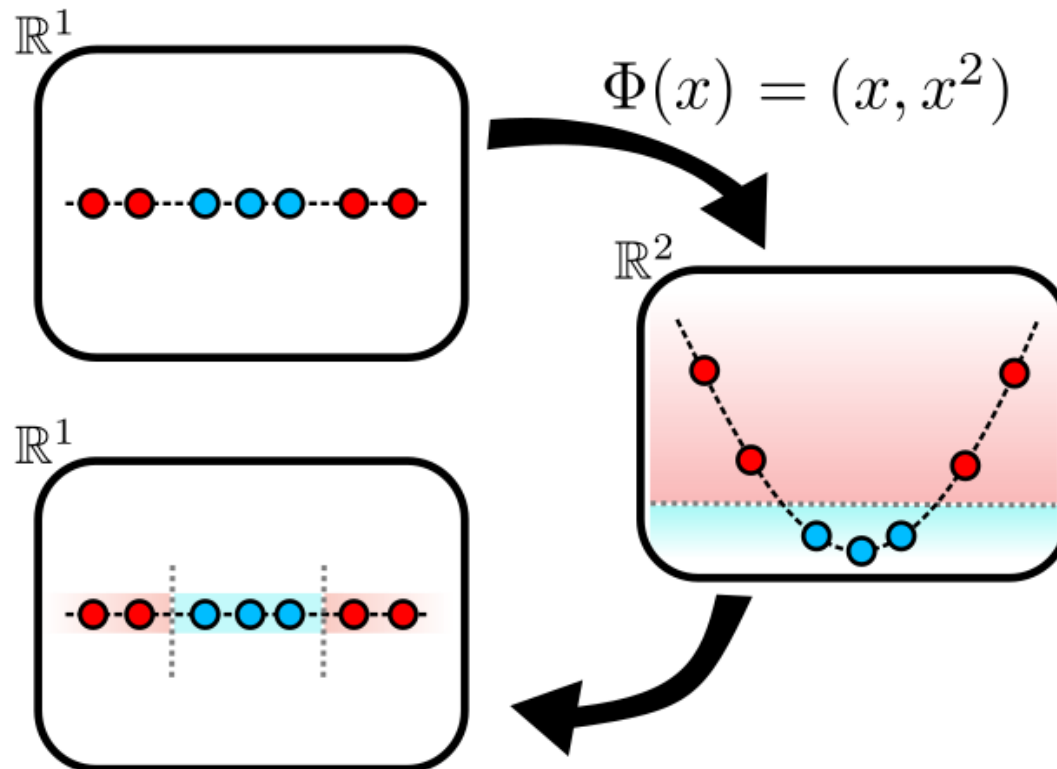 ℝ¹
Φ(x) = (x, x²)
ℝ²
ℝ¹